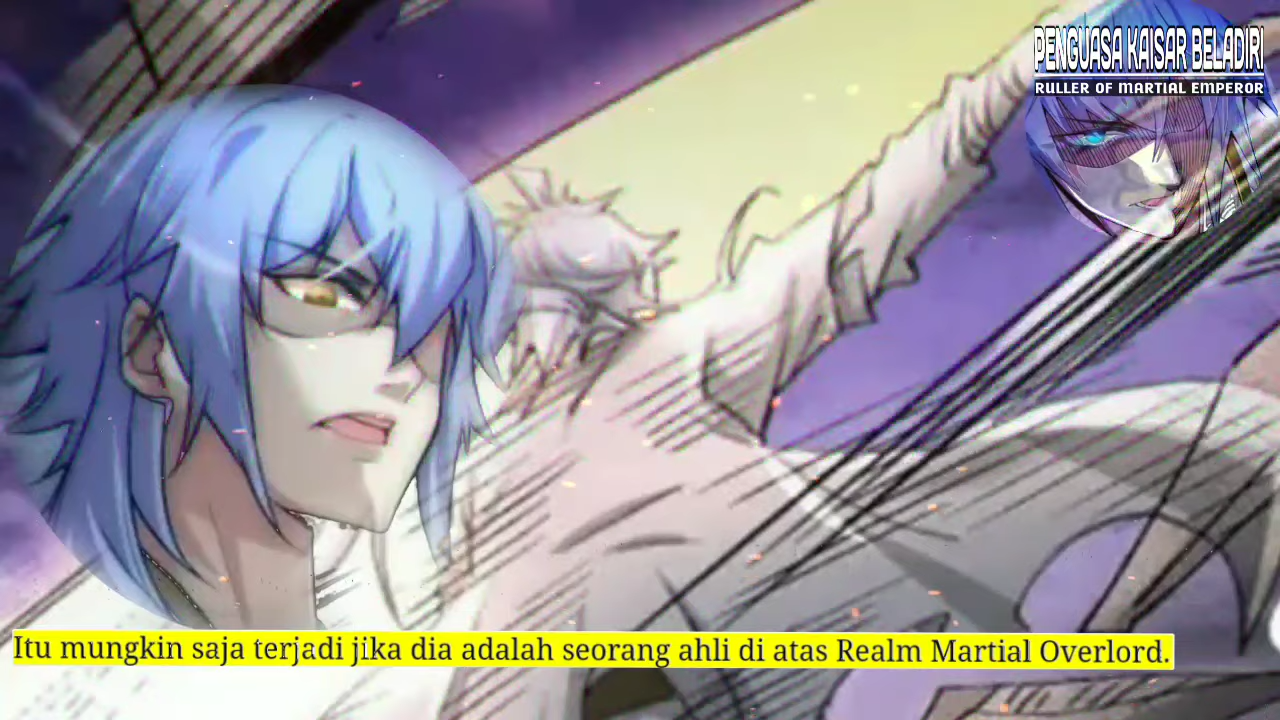 PENGUASA KAISAR BELADIRI
RULLER OF MARTIAL EMPEROR
Itu mungkin saja terjadi jika dia adalah seorang ahli di atas Realm Martial Overlord.